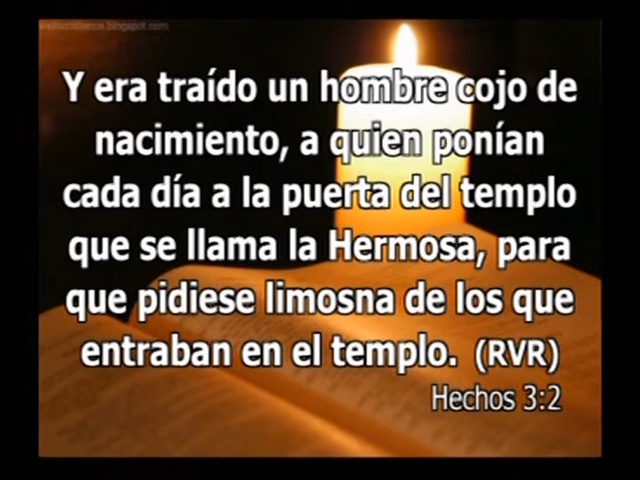 Y era traído un hombre cojo de
nacimiento, a quien ponían
cada día a la puerta del templo
que se llama la Hermosa, para
que pidiese limosna de los que
entraban en el templo. (RVR)
Hechos 3:2